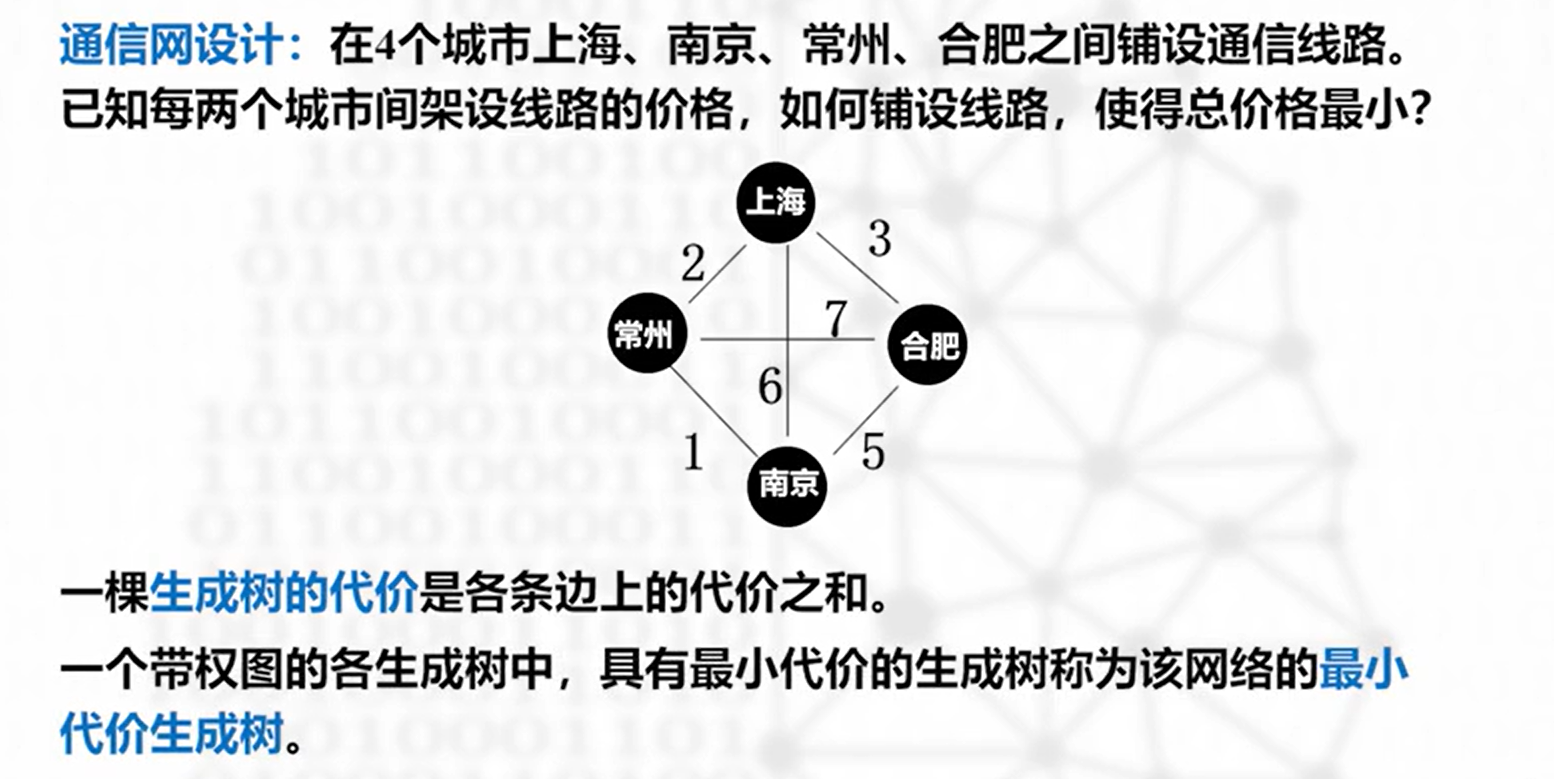 通信网设计：在4个城市上海、南京、常州、合肥之间铺设通信线路。
已知每两个城市间架设线路的价格，如何铺设线路，使得总价格最小？
上海
2
3
常州
7
合肥
6
1
5
南京
一棵生成树的代价是各条边上的代价之和。
一个带权图的各生成树中，具有最小代价的生成树称为该网络的最小
代价生成树。